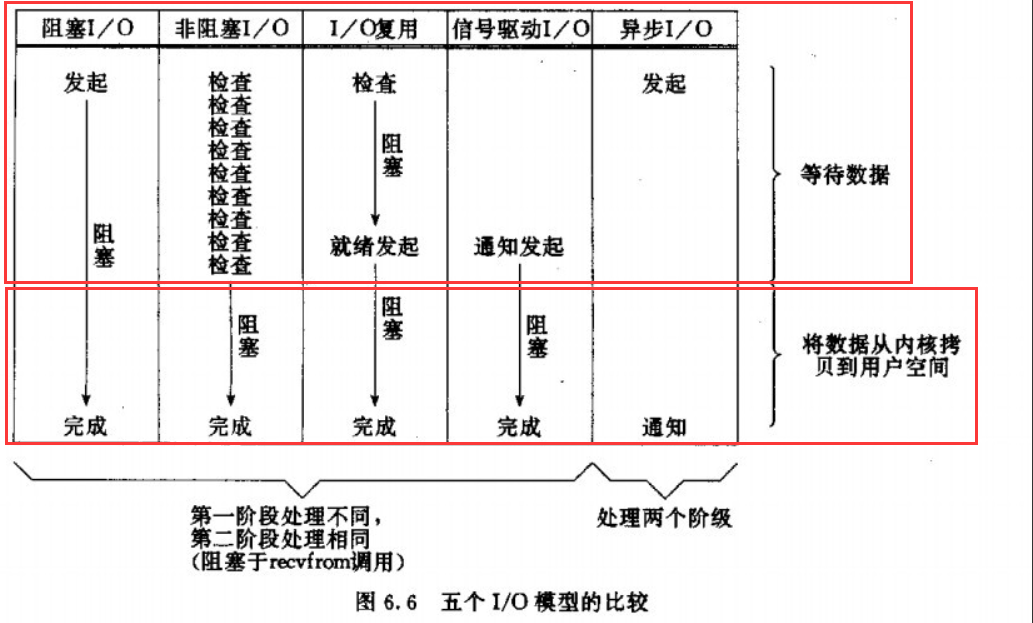 阻塞I/O 非阻塞I/O I/O复用 信号驱动I/O 异步I/O
发起 检查 检查 发起
检查
检查
检查
检查
检查
检查
检查
检查
阻塞
阻塞
就绪发起 通知发起
等待数据
阻塞 阻塞 阻塞
将数据从内核拷
贝到用户空间
完成 完成 完成 完成 通知
第一阶段处理不同，
第二阶段处理相同
（阻塞于recvfrom调用）
处理两个阶级
图 6.6 五个 I/O 模型的比较